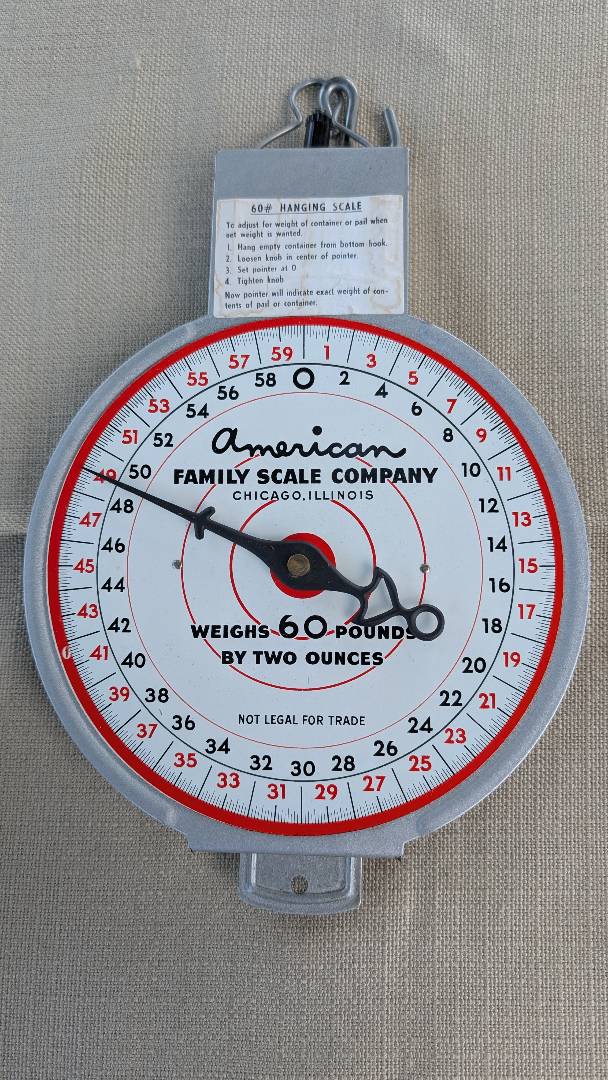 60# HANGING SCALE
To adjust for weight of container or pail when
net weight is wanted.
1. Hang empty container from bottom hook.
2. Loosen knob in center of pointer.
3. Set pointer at 0
4. Tighten knob
Now pointer will indicate exact weight of con-
tents of pail or container.
59 1
57 3
55 5
53 7
51 9
49 11
47 13
45 15
43 17
41 19
39 21
37 23
35 25
33 27
31 29
58 0 2
56 4
54 6
52 8
50 10
48 12
46 14
44 16
42 18
40 20
38 22
36 24
34 26
32 30 28
American
FAMILY SCALE COMPANY
CHICAGO, ILLINOIS
WEIGHS 60 POUNDS
BY TWO OUNCES
NOT LEGAL FOR TRADE